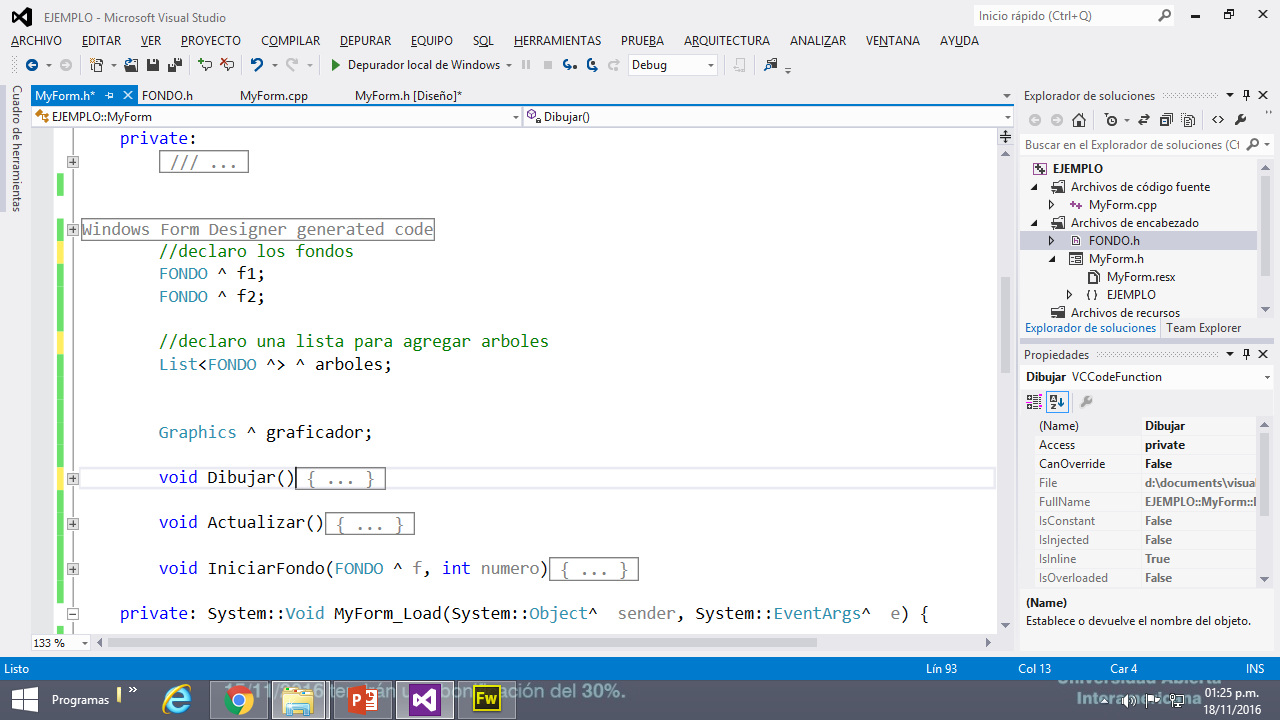 EJEMPLO - Microsoft Visual Studio
Inicio rápido (Ctrl+Q)
ARCHIVO EDITAR VER PROYECTO COMPILAR DEPURAR EQUIPO SQL HERRAMIENTAS PRUEBA ARQUITECTURA ANALIZAR VENTANA AYUDA
Depurador local de Windows Debug
Cuadro de herramientas
MyForm.h* FONDO.h MyForm.cpp MyForm.h [Diseño]*
EJEMPLO::MyForm Dibujar()
private:
/// ...
Windows Form Designer generated code
//declaro los fondos
FONDO ^ f1;
FONDO ^ f2;
//declaro una lista para agregar arboles
List<FONDO ^> ^ arboles;
Graphics ^ graficador;
void Dibujar(){ ... }
void Actualizar(){ ... }
void IniciarFondo(FONDO ^ f, int numero){ ... }
private: System::Void MyForm_Load(System::Object^  sender, System::EventArgs^  e) {
133 %
Explorador de soluciones
Buscar en el Explorador de soluciones (Ct
EJEMPLO
Archivos de código fuente
MyForm.cpp
Archivos de encabezado
FONDO.h
MyForm.h
MyForm.resx
{ } EJEMPLO
Archivos de recursos
Explorador de soluciones Team Explorer
Propiedades
Dibujar VCCodeFunction
(Name) Dibujar
Access private
CanOverride False
File d:\documents\visua
FullName EJEMPLO::MyForm::
IsConstant False
IsInjected False
IsInline True
IsOverloaded False
(Name)
Establece o devuelve el nombre del objeto.
Listo Lín 93 Col 13 Car 4 INS
Programas
Fw
del 30%.
01:25 p.m.
18/11/2016